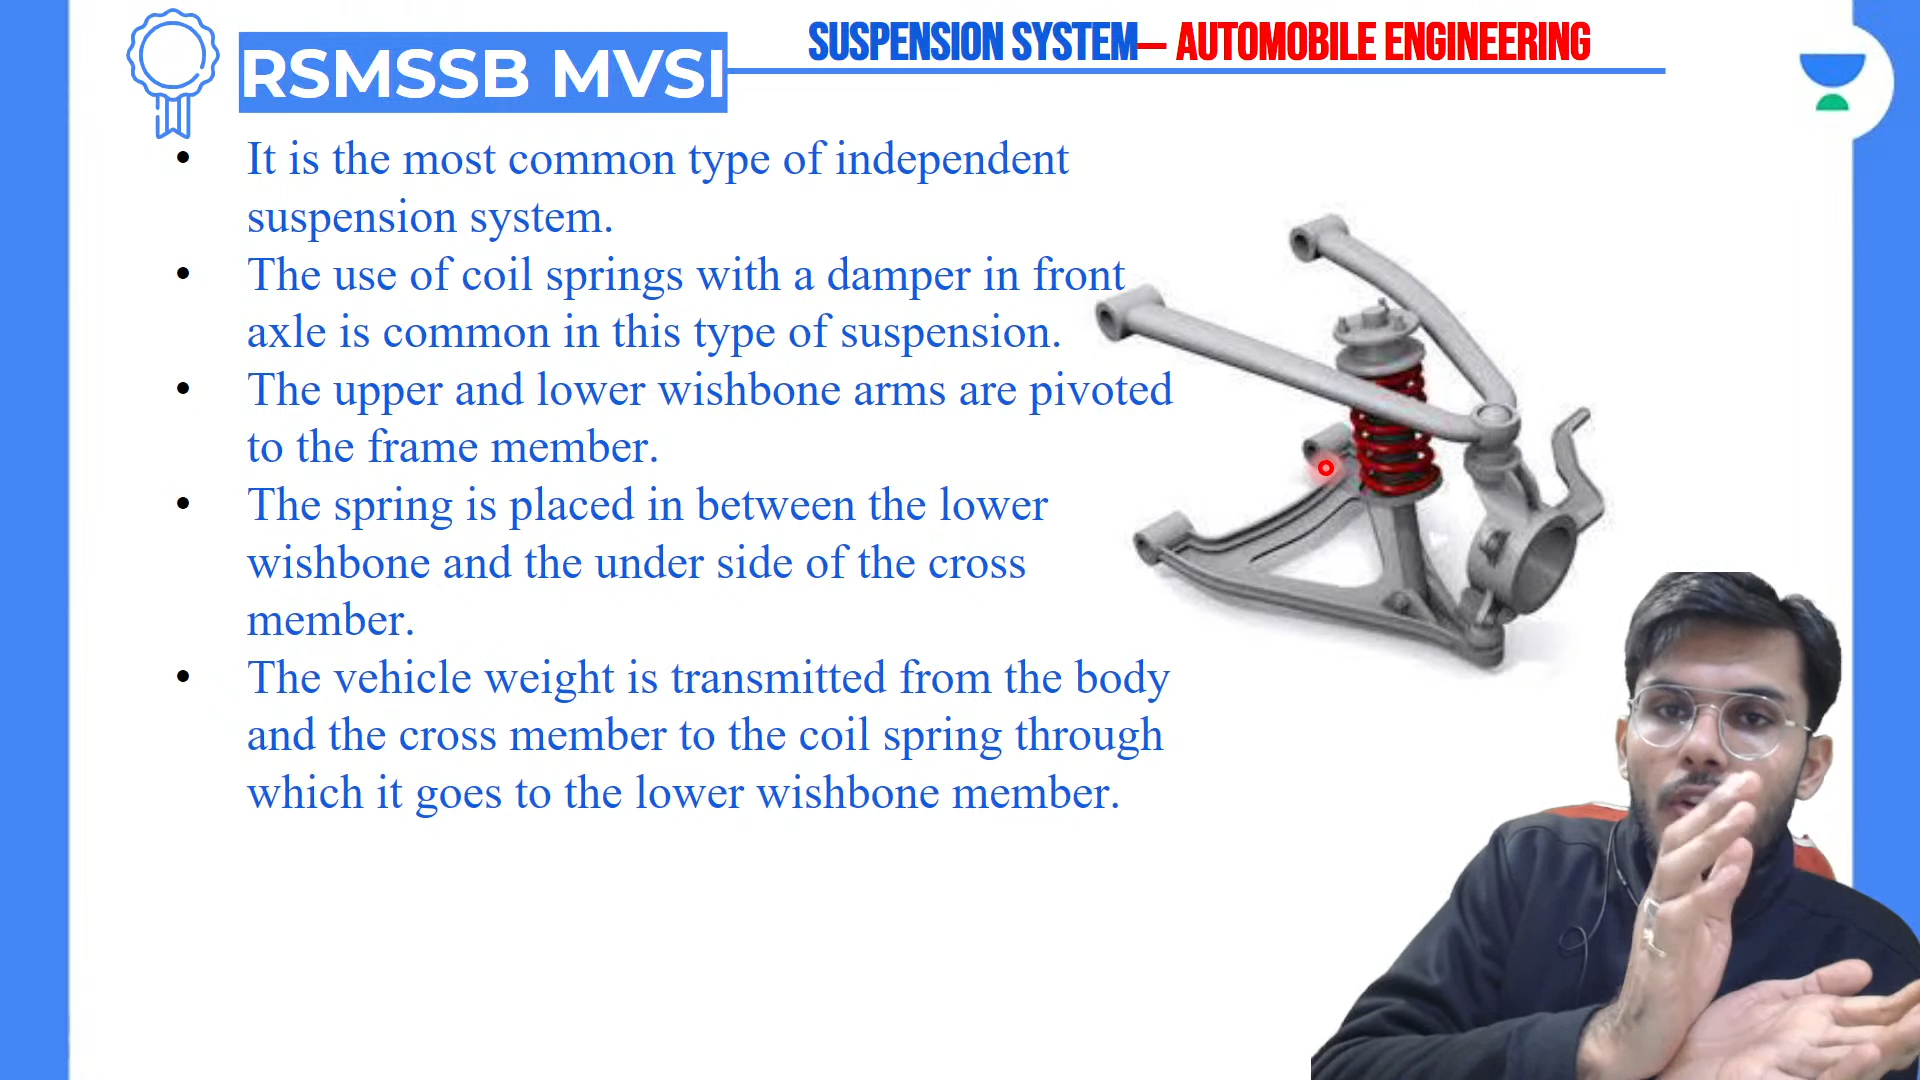 RSMSSB MVSI
SUSPENSION SYSTEM– AUTOMOBILE ENGINEERING
• It is the most common type of independent
suspension system.
• The use of coil springs with a damper in front
axle is common in this type of suspension.
• The upper and lower wishbone arms are pivoted
to the frame member.
• The spring is placed in between the lower
wishbone and the under side of the cross
member.
• The vehicle weight is transmitted from the body
and the cross member to the coil spring through
which it goes to the lower wishbone member.